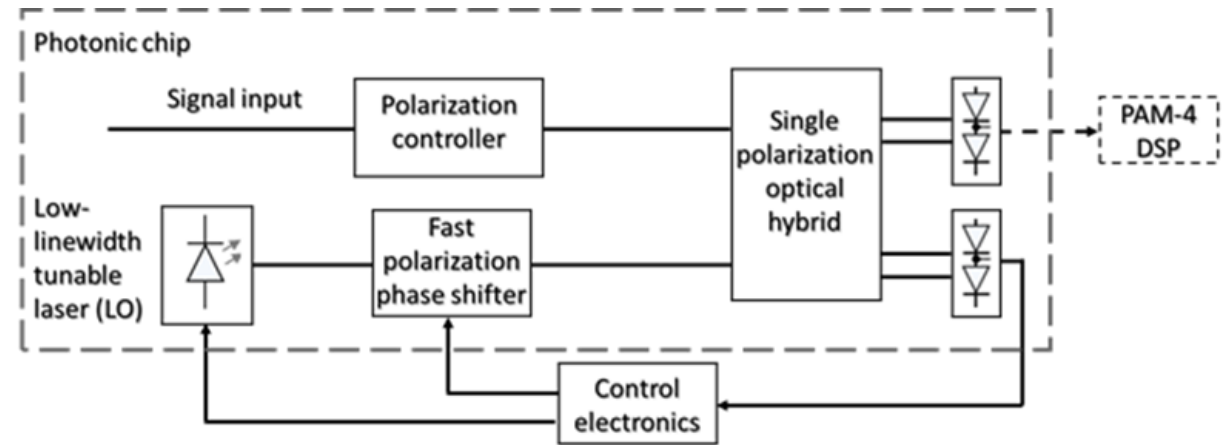 Photonic chip
Signal input
Polarization
controller
Single
polarization
optical
hybrid
PAM-4
DSP
Low-
linewidth
tunable
laser (LO)
Fast
polarization
phase shifter
Control
electronics